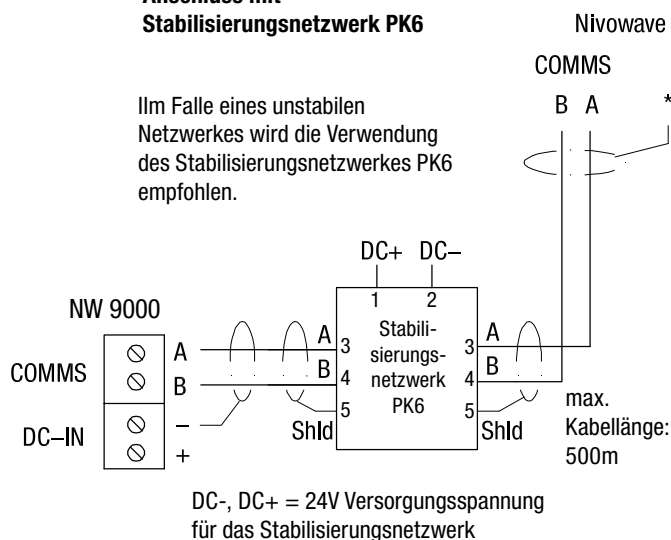 Anschluss mit
Stabilisierungsnetzwerk PK6
Nivowave
COMMS
B A *
IIm Falle eines unstabilen
Netzwerkes wird die Verwendung
des Stabilisierungsnetzwerkes PK6
empfohlen.
DC+ DC–
1 2
NW 9000
COMMS
A
B
DC–IN
–
+
A
B
Shld
3
4
5
Stabili-
sierungs-
netzwerk
PK6
3
4
5
A
B
Shld
max.
Kabellänge:
500m
DC-, DC+ = 24V Versorgungsspannung
für das Stabilisierungsnetzwerk